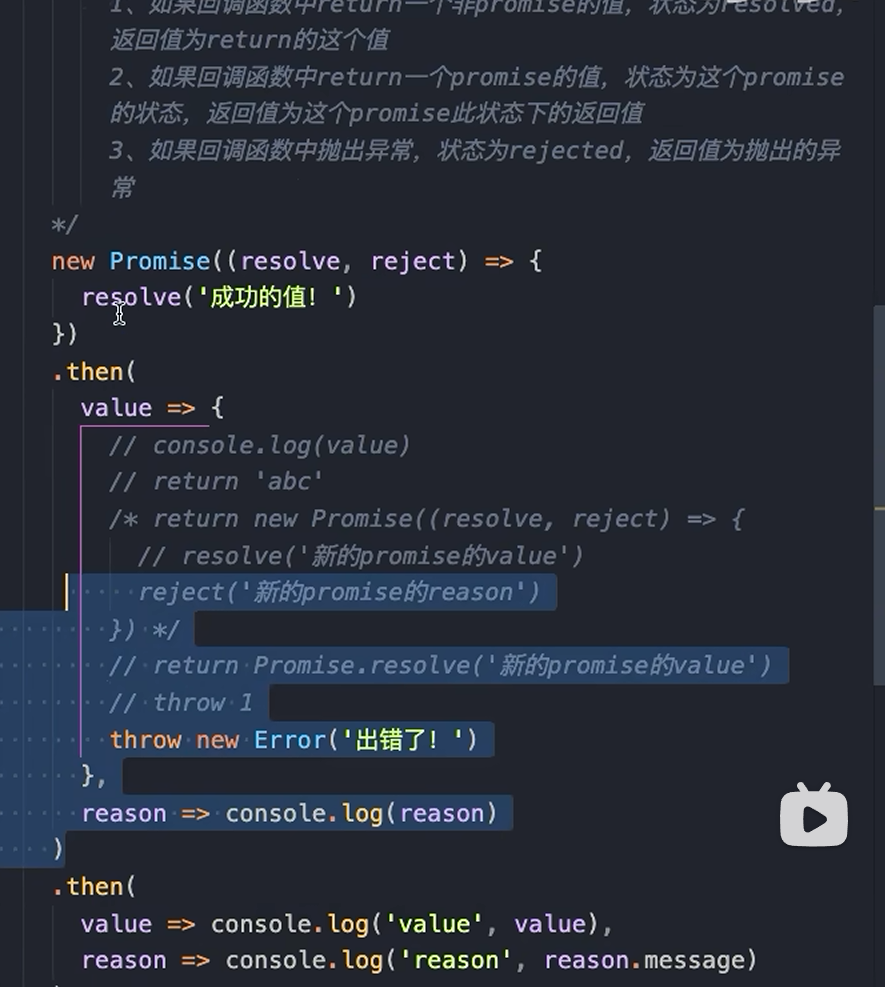 1、如果回调函数中return一个非promise的值，状态为resolved，
返回值为return的这个值
2、如果回调函数中return一个promise的值，状态为这个promise
的状态，返回值为这个promise此状态下的返回值
3、如果回调函数中抛出异常，状态为rejected，返回值为抛出的异
常
*/
new Promise((resolve, reject) => {
resolve('成功的值！')
})
.then(
value => {
// console.log(value)
// return 'abc'
/* return new Promise((resolve, reject) => {
// resolve('新的promise的value')
reject('新的promise的reason')
}) */
// return Promise.resolve('新的promise的value')
// throw 1
throw new Error('出错了！')
},
reason => console.log(reason)
)
.then(
value => console.log('value', value),
reason => console.log('reason', reason.message)